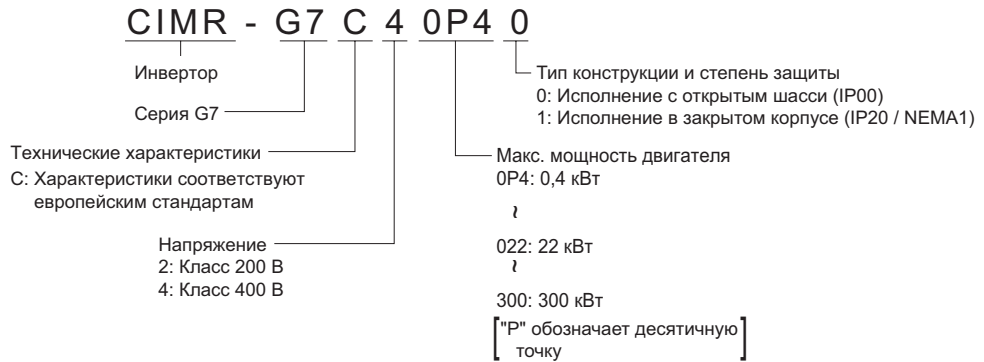 CIMR - G7 C 4 0P4 0
Инвертор
Серия G7
Технические характеристики
C: Характеристики соответствуют
европейским стандартам
Напряжение
2: Класс 200 В
4: Класс 400 В
Тип конструкции и степень защиты
0: Исполнение с открытым шасси (IP00)
1: Исполнение в закрытом корпусе (IP20 / NEMA1)
Макс. мощность двигателя
0P4: 0,4 кВт
~
022: 22 кВт
~
300: 300 кВт
["P" обозначает десятичную
точку]